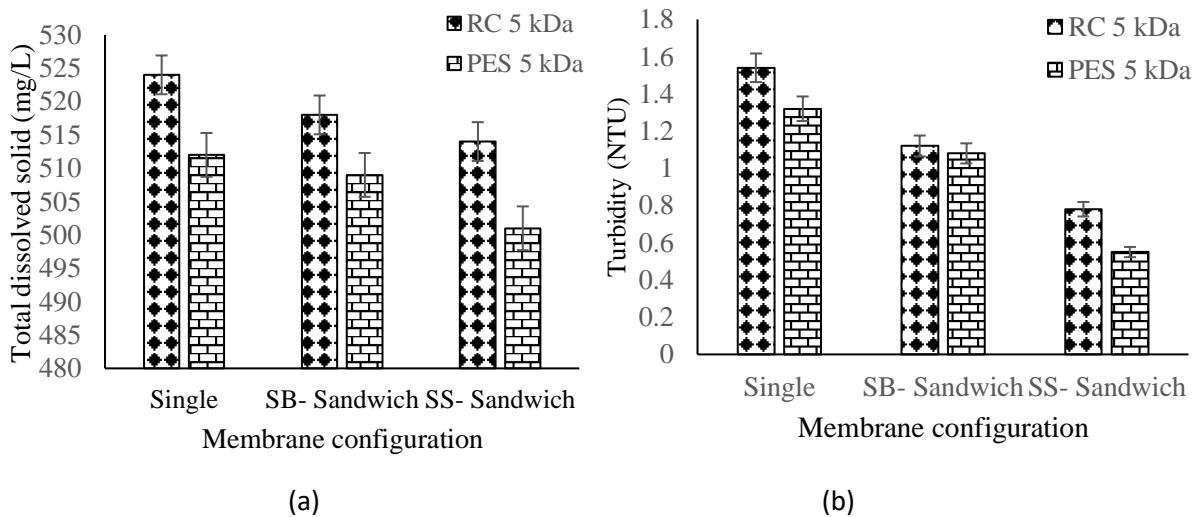 Total dissolved solid (mg/L)
530
525
520
515
510
505
500
495
490
485
480
RC 5 kDa
PES 5 kDa
Single
SB- Sandwich
SS- Sandwich
Membrane configuration
(a)
Turbidity (NTU)
1.8
1.6
1.4
1.2
1
0.8
0.6
0.4
0.2
0
RC 5 kDa
PES 5 kDa
Single
SB- Sandwich
SS- Sandwich
Membrane configuration
(b)